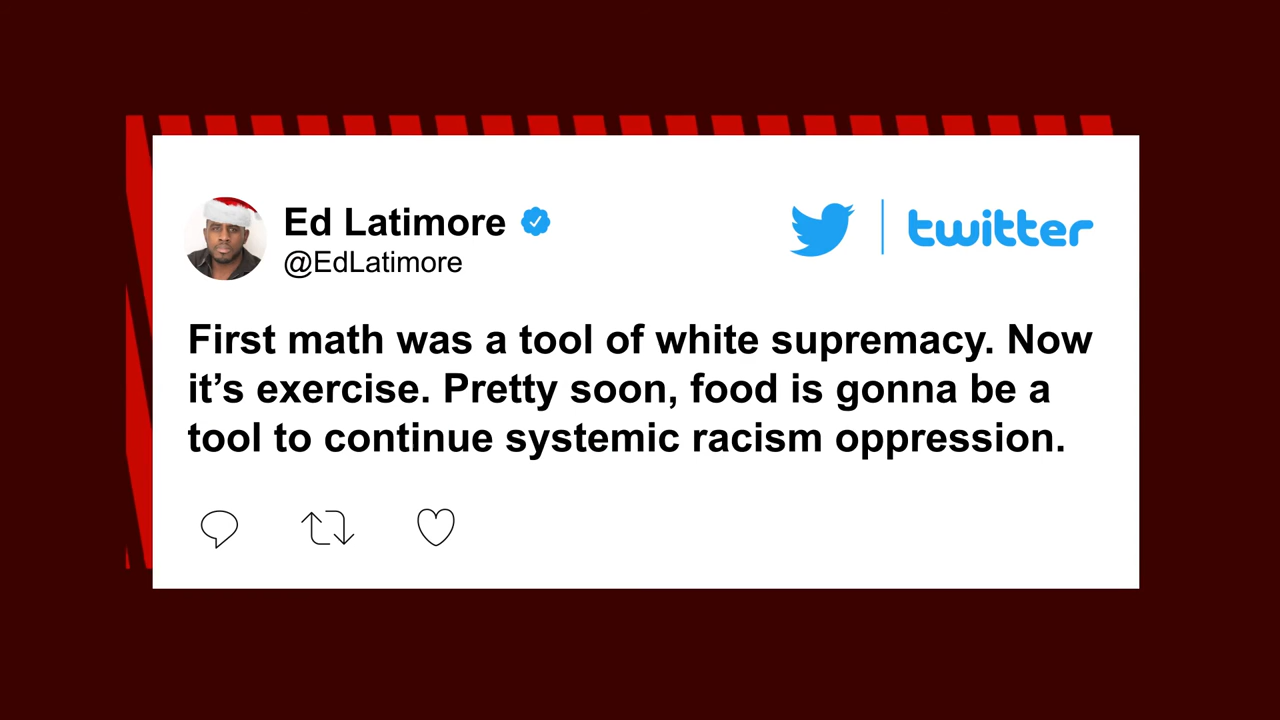 Ed Latimore
@EdLatimore
twitter
First math was a tool of white supremacy. Now
it’s exercise. Pretty soon, food is gonna be a
tool to continue systemic racism oppression.